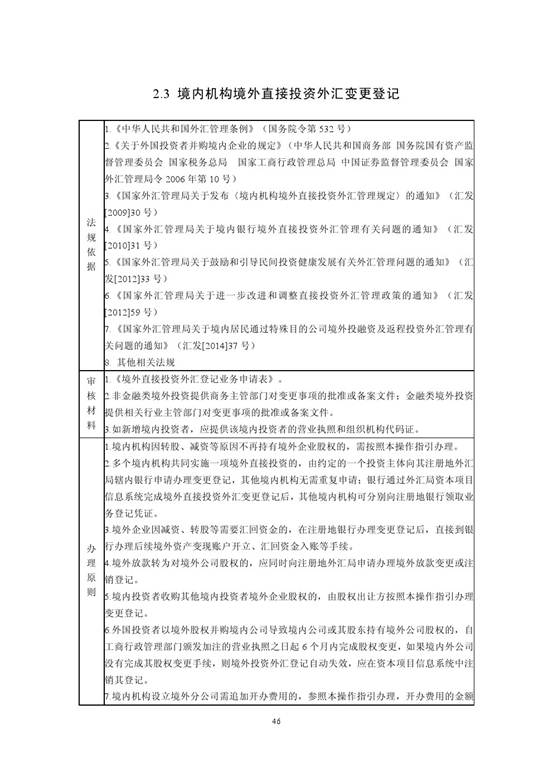 2.3 境内机构境外直接投资外汇变更登记
法规依据
1.《中华人民共和国外汇管理条例》（国务院令第 532 号）
2.《关于外国投资者并购境内企业的规定》（中华人民共和国商务部 国务院国有资产监
督管理委员会 国家税务总局 国家工商行政管理总局 中国证券监督管理委员会 国家
外汇管理局令 2006 年第 10 号）
3.《国家外汇管理局关于发布〈境内机构境外直接投资外汇管理规定〉的通知》（汇发
[2009]30 号）
4.《国家外汇管理局关于境内银行境外直接投资外汇管理有关问题的通知》（汇发
[2010]31 号）
5.《国家外汇管理局关于鼓励和引导民间投资健康发展有关外汇管理问题的通知》（汇
发[2012]33 号）
6.《国家外汇管理局关于进一步改进和调整直接投资外汇管理政策的通知》（汇发
[2012]59 号）
7.《国家外汇管理局关于境内居民通过特殊目的公司境外投融资及返程投资外汇管理有
关问题的通知》（汇发[2014]37 号）
8. 其他相关法规
审核材料
1.《境外直接投资外汇登记业务申请表》。
2.非金融类境外投资提供商务主管部门对变更事项的批准或备案文件；金融类境外投资
提供相关行业主管部门对变更事项的批准或备案文件。
3.如新增境内投资者，应提供该境内投资者的营业执照和组织机构代码证。
办理原则
1.境内机构因转股、减资等原因不再持有境外企业股权的，需按照本操作指引办理。
2.多个境内机构共同实施一项境外直接投资的，由约定的一个投资主体向其注册地外汇
局辖内银行申请办理变更登记，其他境内机构无需重复申请；银行通过外汇局资本项目
信息系统完成境外直接投资外汇变更登记后，其他境内机构可分别向注册地银行领取业
务登记凭证。
3.境外企业因减资、转股等需要汇回资金的，在注册地银行办理变更登记后，直接到银
行办理后续境外资产变现账户开立、汇回资金入账等手续。
4.境外放款转为对境外公司股权的，应同时向注册地外汇局申请办理境外放款变更或注
销登记。
5.境内投资者收购其他境内投资者境外企业股权的，由股权出让方按照本操作指引办理
变更登记。
6.外国投资者以境外股权并购境内公司导致境内公司或其股东持有境外公司股权的，自
工商行政管理部门颁发加注的营业执照之日起 6 个月内完成股权变更，如果境内外公司
没有完成其股权变更手续，则境外投资外汇登记自动失效，应在资本项目信息系统中注
销其登记。
7.境内机构设立境外分公司需追加开办费用的，参照本操作指引办理，开办费用的金额
46